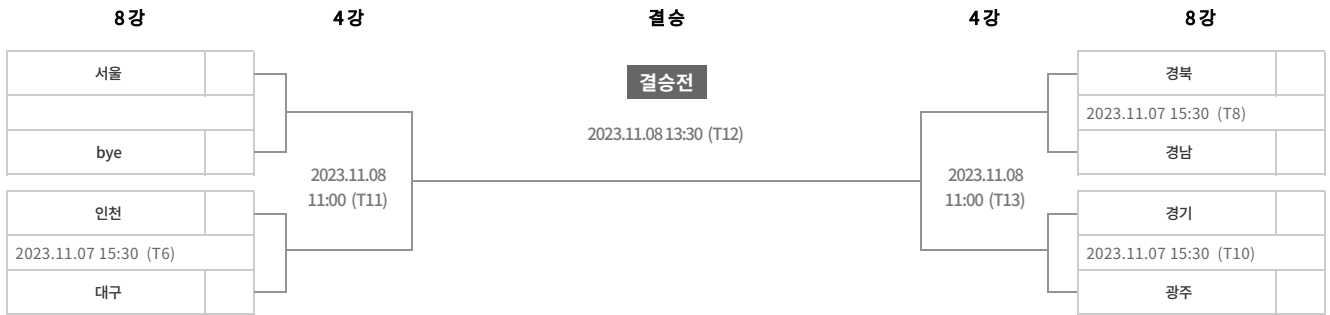 8강 4강 결승 4강 8강
서울
bye
인천
2023.11.07 15:30 (T6)
대구
2023.11.08
11:00 (T11)
결승전
2023.11.08 13:30 (T12)
2023.11.08
11:00 (T13)
경북
2023.11.07 15:30 (T8)
경남
경기
2023.11.07 15:30 (T10)
광주